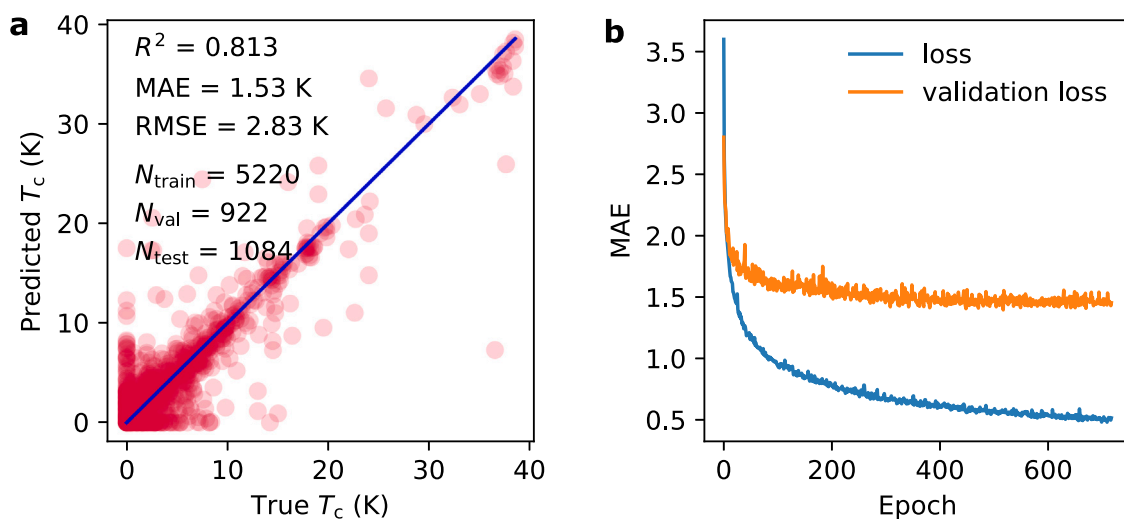 a
R² = 0.813
MAE = 1.53 K
RMSE = 2.83 K
N_train = 5220
N_val = 922
N_test = 1084
Predicted T_c (K)
40
30
20
10
0
0 10 20 30 40
True T_c (K)
b
loss
validation loss
MAE
3.5
3.0
2.5
2.0
1.5
1.0
0.5
0 200 400 600
Epoch